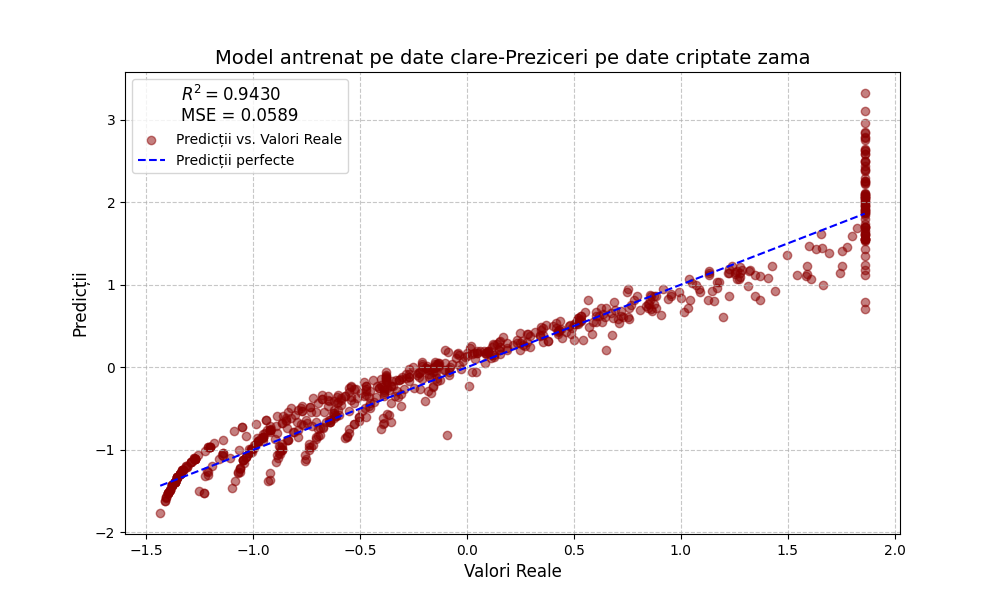 Model antrenat pe date clare-Preziceri pe date criptate zama
R² = 0.9430
MSE = 0.0589
Predicții vs. Valori Reale
Predicții perfecte
Predicții
3
2
1
0
−1
−2
−1.5 −1.0 −0.5 0.0 0.5 1.0 1.5 2.0
Valori Reale